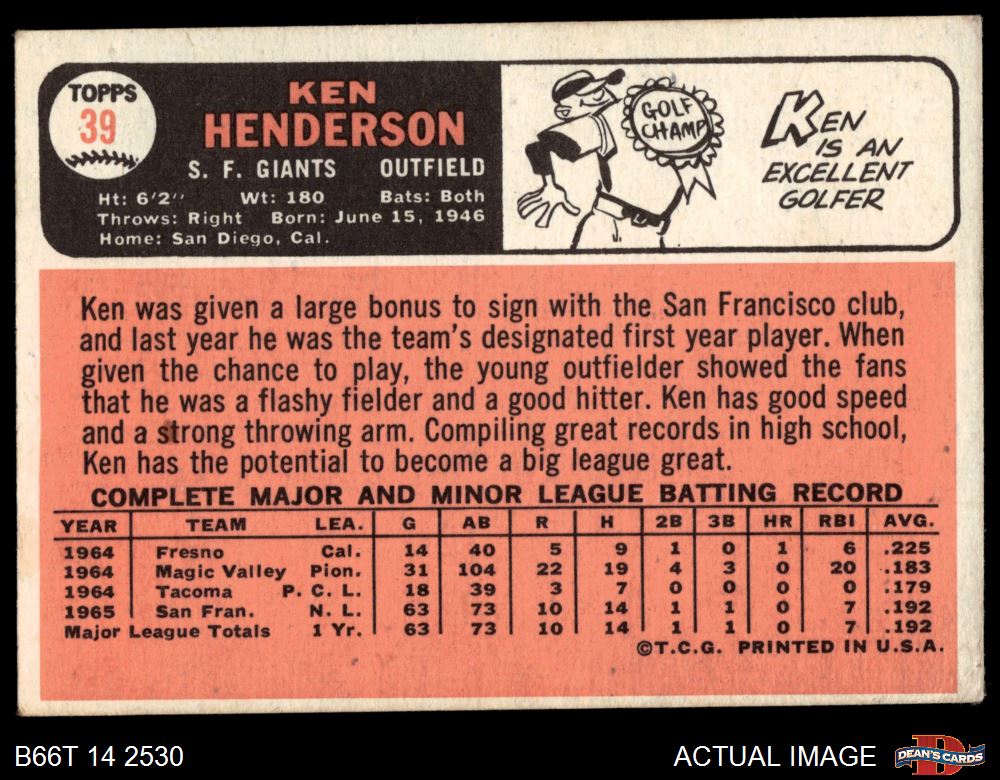 TOPPS
39
KEN
HENDERSON
S. F. GIANTS OUTFIELD
Ht: 6'2" Wt: 180 Bats: Both
Throws: Right Born: June 15, 1946
Home: San Diego, Cal.
GOLF
CHAMP
KEN
IS AN
EXCELLENT
GOLFER
Ken was given a large bonus to sign with the San Francisco club,
and last year he was the team's designated first year player. When
given the chance to play, the young outfielder showed the fans
that he was a flashy fielder and a good hitter. Ken has good speed
and a strong throwing arm. Compiling great records in high school,
Ken has the potential to become a big league great.
COMPLETE MAJOR AND MINOR LEAGUE BATTING RECORD
YEAR TEAM LEA. G AB R H 2B 3B HR RBI AVG.
1964 Fresno Cal. 14 40 5 9 1 0 1 6 .225
1964 Magic Valley Pion. 31 104 22 19 4 3 0 20 .183
1964 Tacoma P. C. L. 18 39 3 7 0 0 0 0 .179
1965 San Fran. N. L. 63 73 10 14 1 1 0 7 .192
Major League Totals 1 Yr. 63 73 10 14 1 1 0 7 .192
©T.C.G. PRINTED IN U.S.A.
B66T 14 2530 ACTUAL IMAGE DEAN'S CARDS